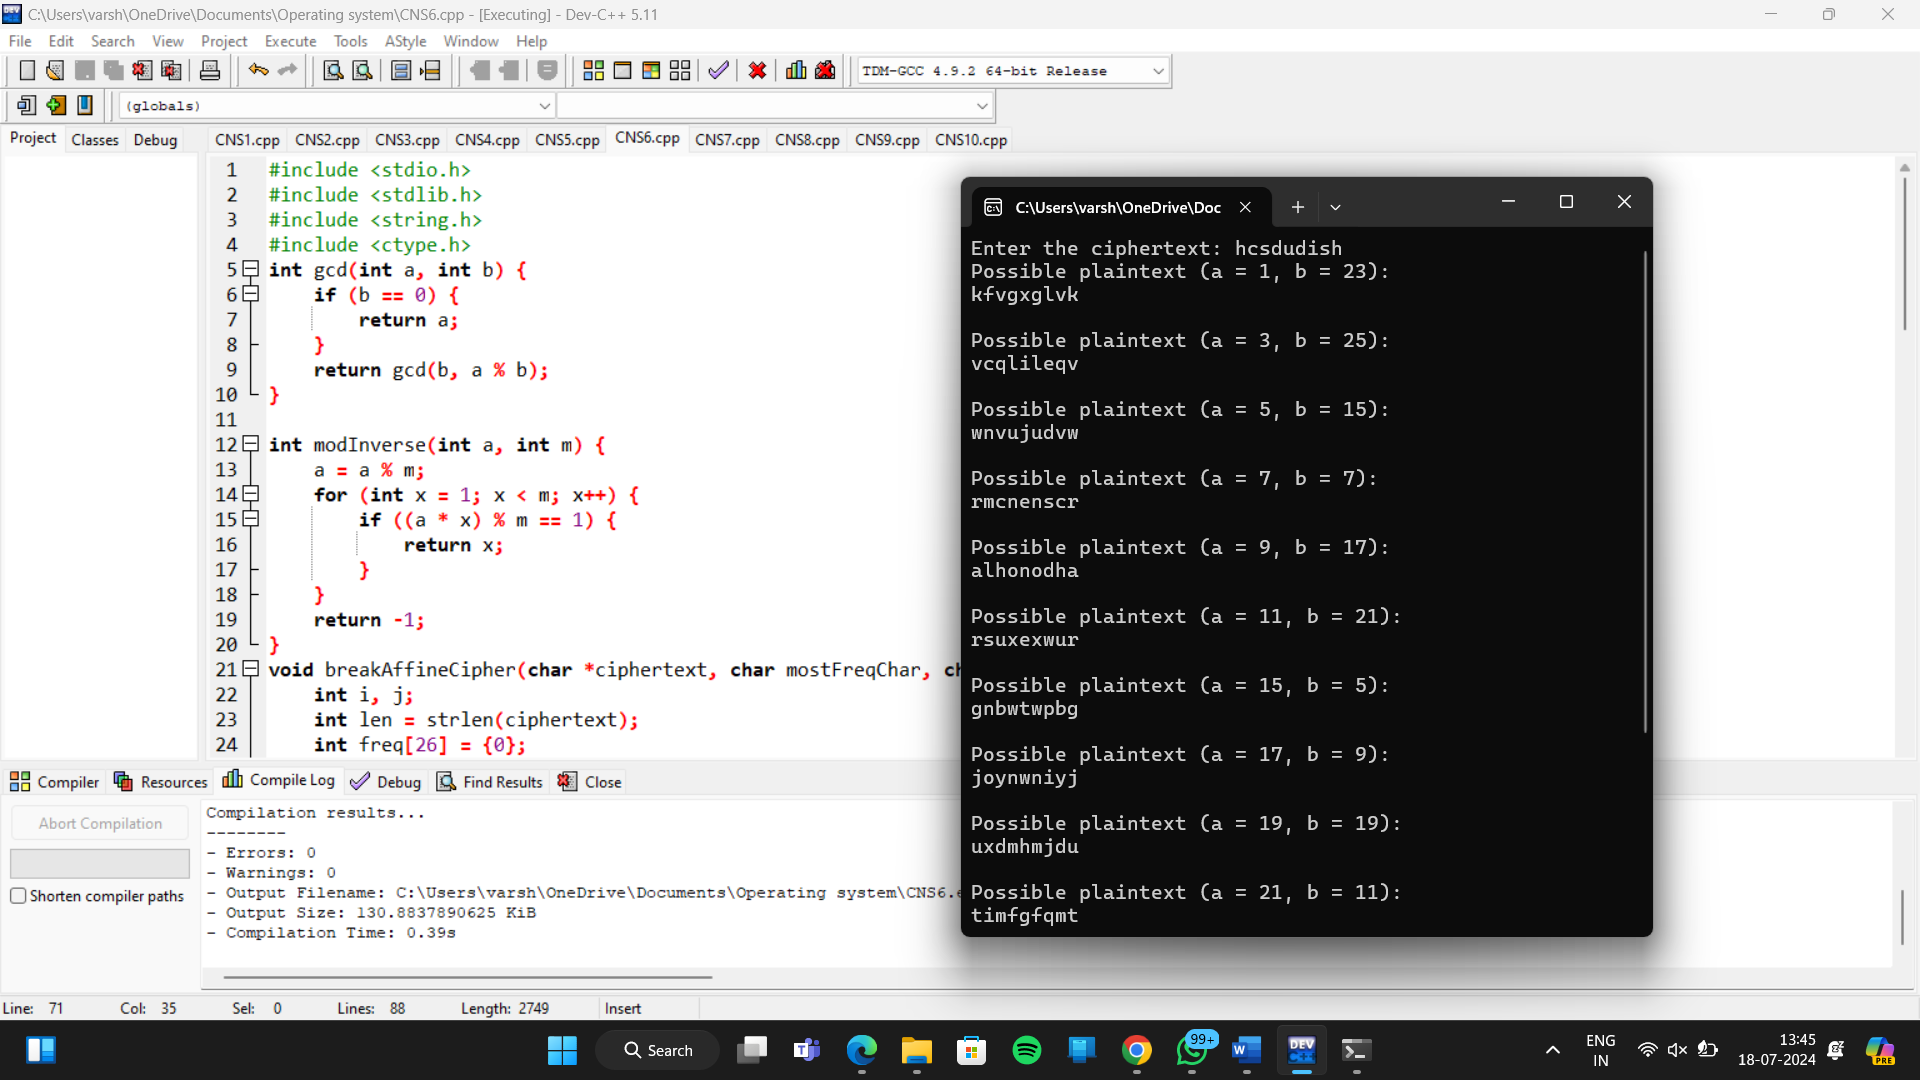 C:\Users\varsh\OneDrive\Documents\Operating system\CNS6.cpp - [Executing] - Dev-C++ 5.11
File Edit Search View Project Execute Tools AStyle Window Help
TDM-GCC 4.9.2 64-bit Release
(globals)
Project Classes Debug
CNS1.cpp CNS2.cpp CNS3.cpp CNS4.cpp CNS5.cpp CNS6.cpp CNS7.cpp CNS8.cpp CNS9.cpp CNS10.cpp
1 #include <stdio.h>
2 #include <stdlib.h>
3 #include <string.h>
4 #include <ctype.h>
5 int gcd(int a, int b) {
6 if (b == 0) {
7 return a;
8 }
9 return gcd(b, a % b);
10 }
11
12 int modInverse(int a, int m) {
13 a = a % m;
14 for (int x = 1; x < m; x++) {
15 if ((a * x) % m == 1) {
16 return x;
17 }
18 }
19 return -1;
20 }
21 void breakAffineCipher(char *ciphertext, char mostFreqChar, ch
22 int i, j;
23 int len = strlen(ciphertext);
24 int freq[26] = {0};
C:\Users\varsh\OneDrive\Doc
Enter the ciphertext: hcsdudish
Possible plaintext (a = 1, b = 23):
kfvgxglvk
Possible plaintext (a = 3, b = 25):
vcqlileqv
Possible plaintext (a = 5, b = 15):
wnvujudvw
Possible plaintext (a = 7, b = 7):
rmcnenscr
Possible plaintext (a = 9, b = 17):
alhonodha
Possible plaintext (a = 11, b = 21):
rsuxexwur
Possible plaintext (a = 15, b = 5):
gnbwtwpbg
Possible plaintext (a = 17, b = 9):
joynwniyj
Possible plaintext (a = 19, b = 19):
uxdmhmjdu
Possible plaintext (a = 21, b = 11):
timfgfqmt
Compiler Resources Compile Log Debug Find Results Close
Abort Compilation
Shorten compiler paths
Compilation results...
--------
- Errors: 0
- Warnings: 0
- Output Filename: C:\Users\varsh\OneDrive\Documents\Operating system\CNS6.e
- Output Size: 130.8837890625 KiB
- Compilation Time: 0.39s
Line: 71 Col: 35 Sel: 0 Lines: 88 Length: 2749 Insert
Search
99+
DEV
ENG
IN
13:45
18-07-2024
PRE